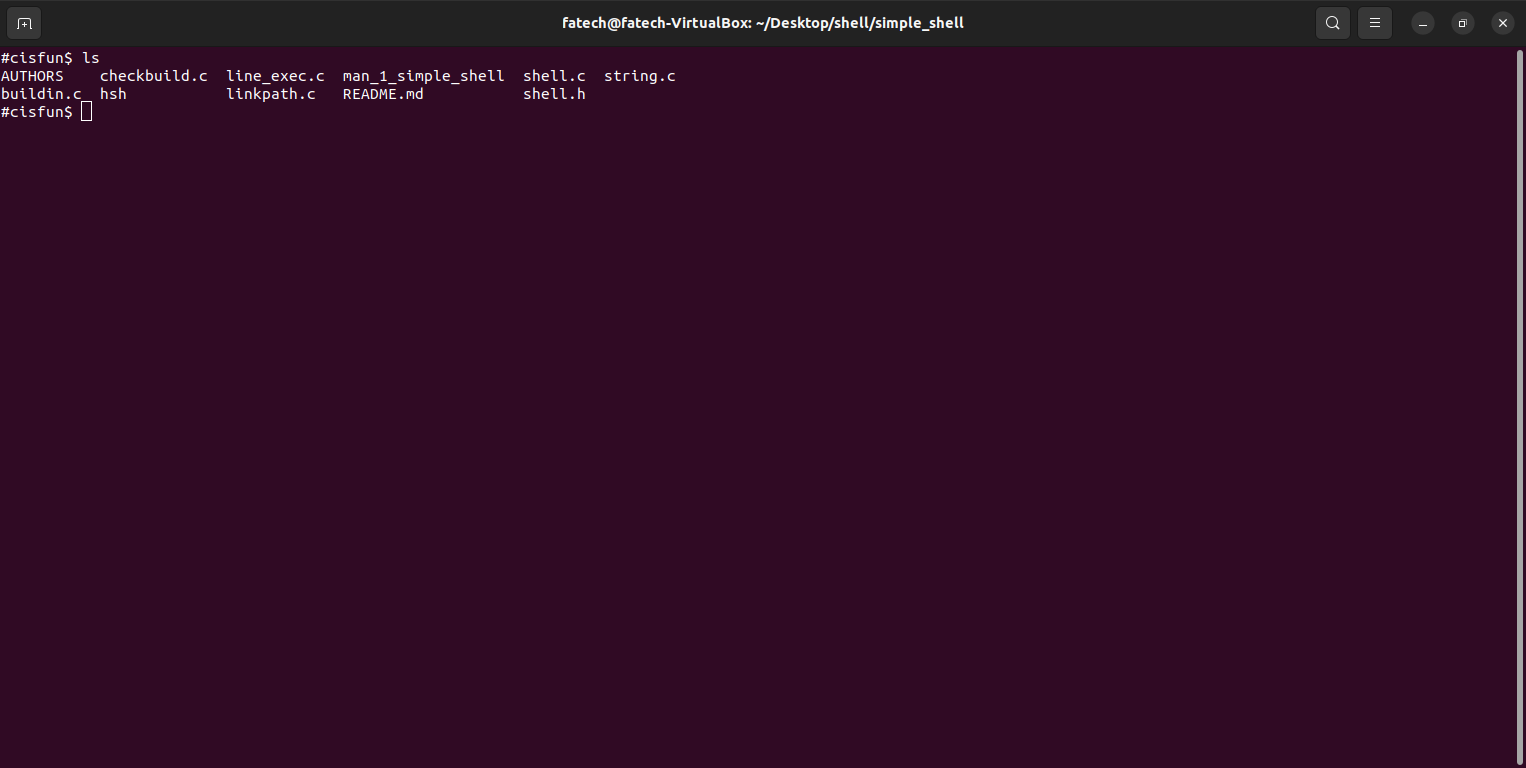 fatech@fatech-VirtualBox: ~/Desktop/shell/simple_shell
#cisfun$ ls
AUTHORS    checkbuild.c  line_exec.c  man_1_simple_shell  shell.c  string.c
buildin.c  hsh           linkpath.c   README.md           shell.h
#cisfun$